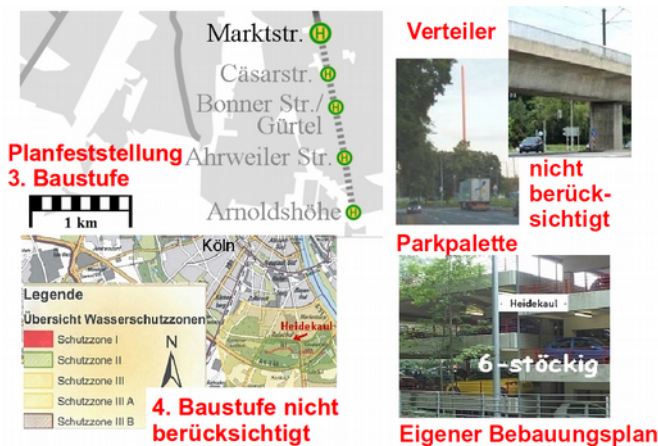 Marktstr.
Cäsarstr.
Bonner Str./
Gürtel
Ahrweiler Str.
Arnoldshöhe
Planfeststellung
3. Baustufe
1 km
Verteiler
nicht
berück-
sichtigt
Köln
Legende
Übersicht Wasserschutzzonen
Schutzzone I
Schutzzone II
Schutzzone III
Schutzzone III A
Schutzzone III B
N
Heidekaul
4. Baustufe nicht
berücksichtigt
Parkpalette
Heidekaul
6-stöckig
Eigener Bebauungsplan